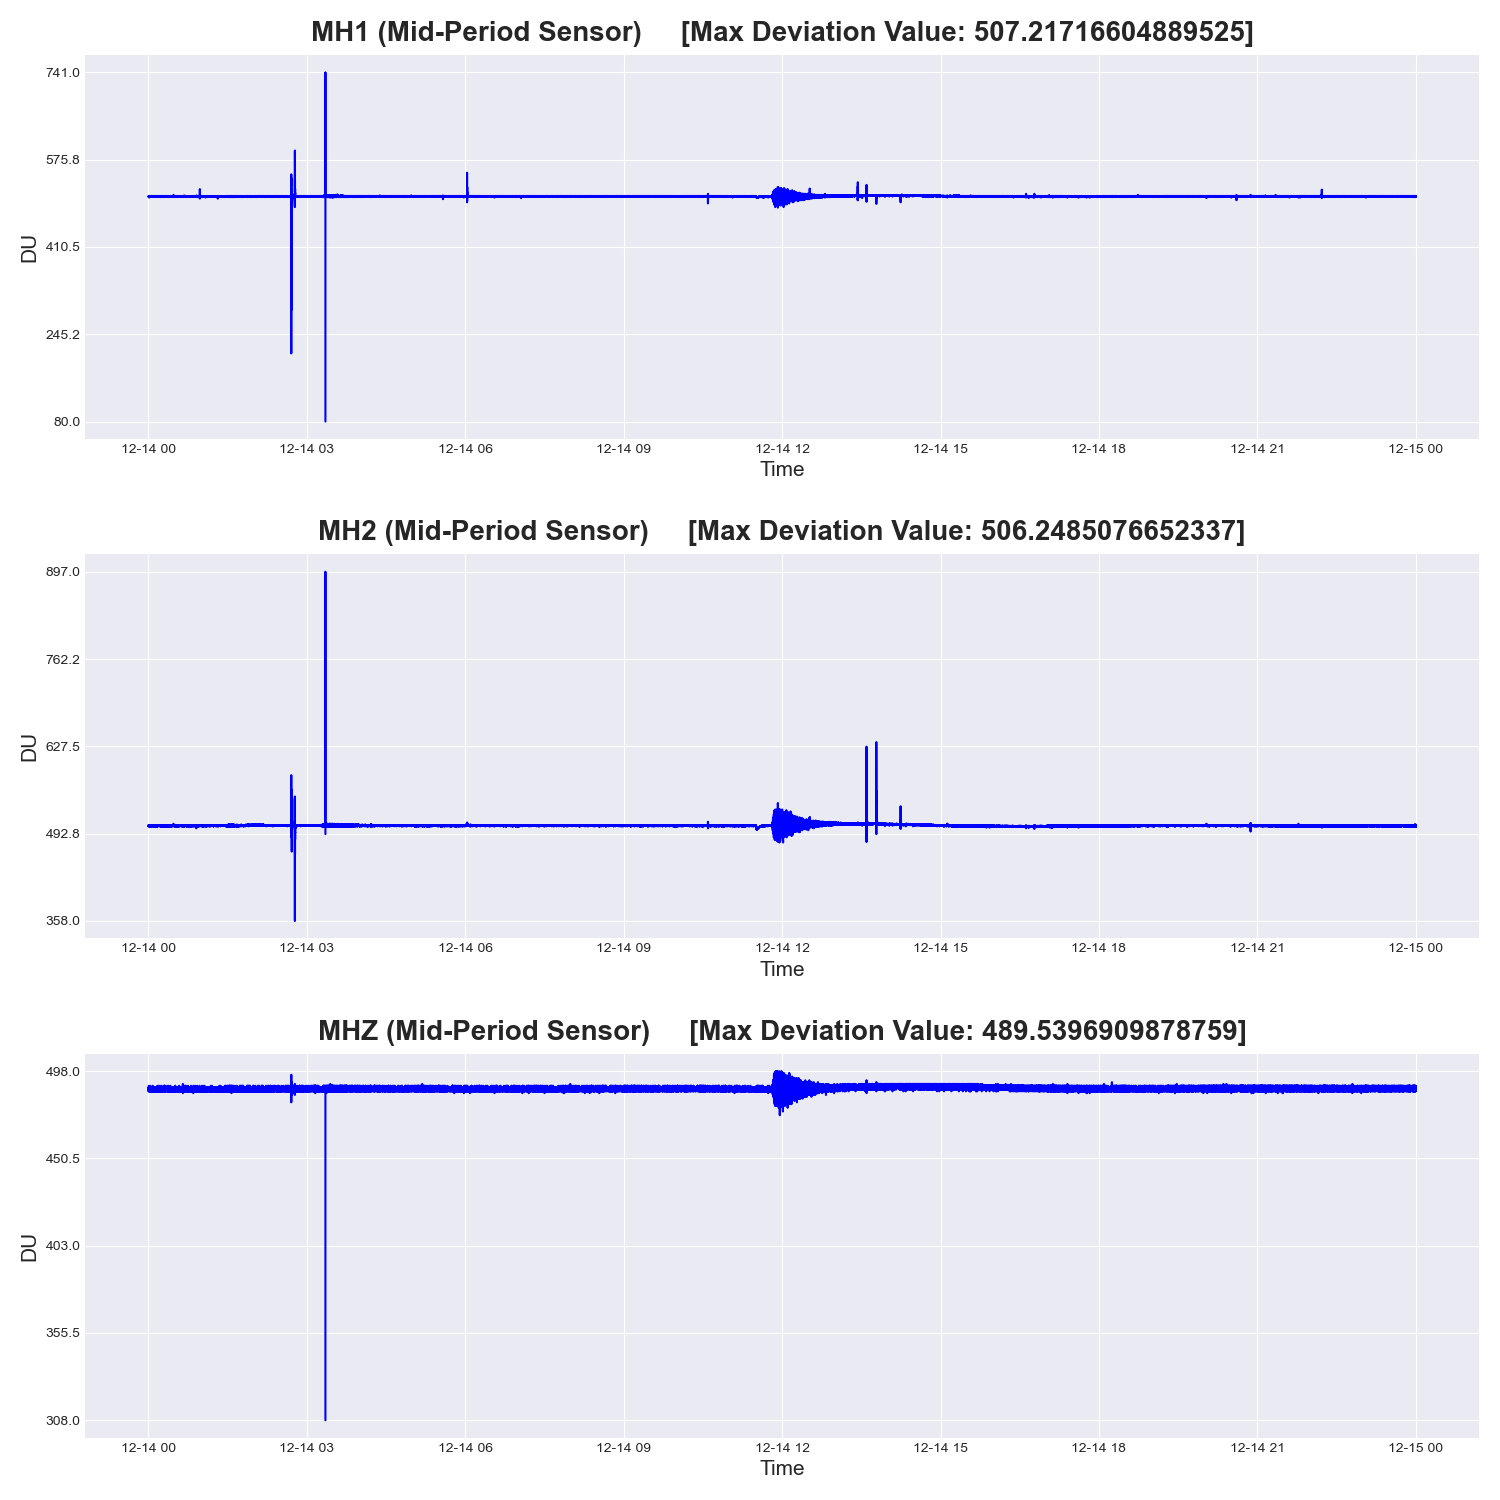 MH1 (Mid-Period Sensor) [Max Deviation Value: 507.21716604889525]
741.0
575.8
410.5
245.2
80.0
DU
12-14 00 12-14 03 12-14 06 12-14 09 12-14 12 12-14 15 12-14 18 12-14 21 12-15 00
Time
MH2 (Mid-Period Sensor) [Max Deviation Value: 506.2485076652337]
897.0
762.2
627.5
492.8
358.0
DU
12-14 00 12-14 03 12-14 06 12-14 09 12-14 12 12-14 15 12-14 18 12-14 21 12-15 00
Time
MHZ (Mid-Period Sensor) [Max Deviation Value: 489.5396909878759]
498.0
450.5
403.0
355.5
308.0
DU
12-14 00 12-14 03 12-14 06 12-14 09 12-14 12 12-14 15 12-14 18 12-14 21 12-15 00
Time